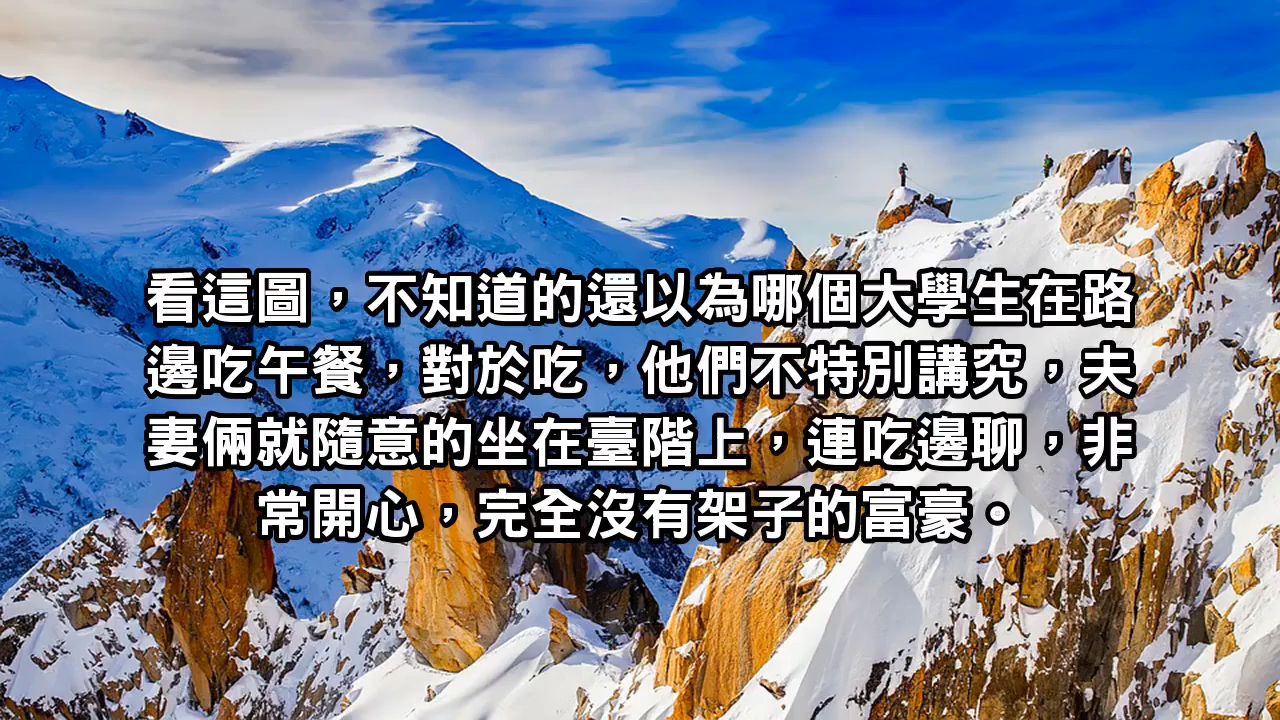 看這圖，不知道的還以為哪個大學生在路
邊吃午餐，對於吃，他們不特別講究，夫
妻倆就隨意的坐在臺階上，連吃邊聊，非
常開心，完全沒有架子的富豪。